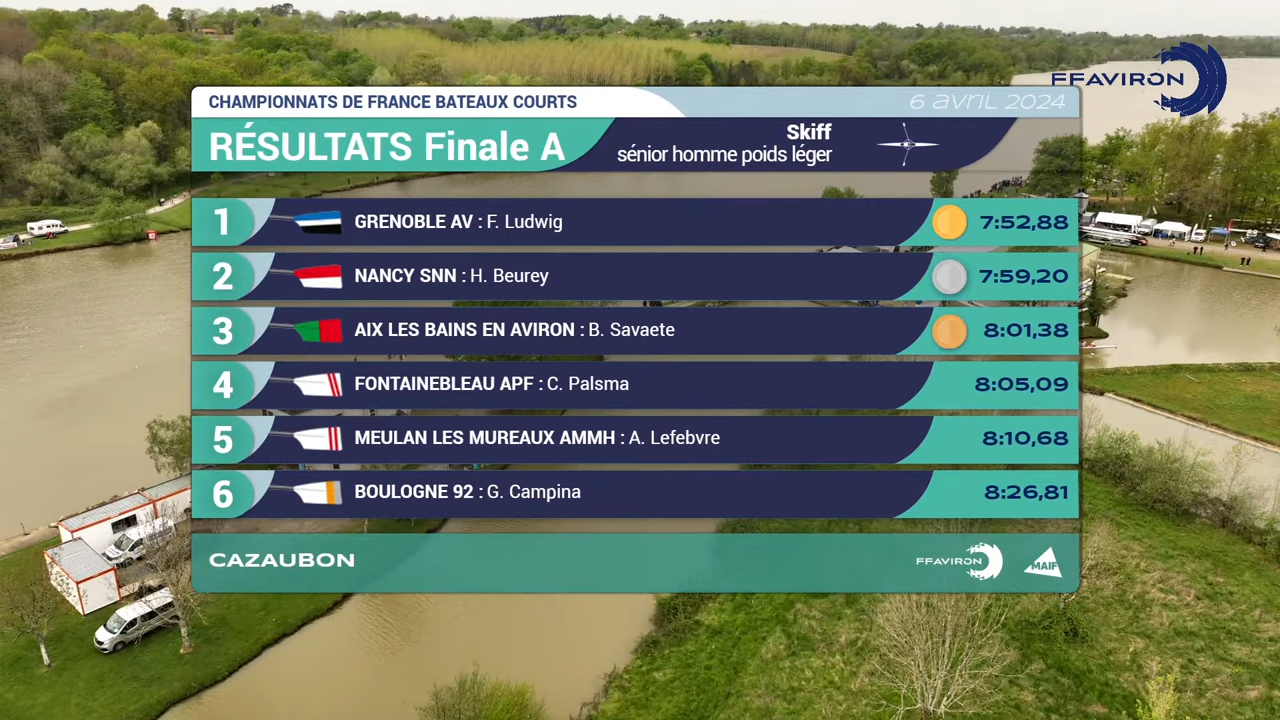 FFAVIRON
CHAMPIONNATS DE FRANCE BATEAUX COURTS
6 avril 2024
RÉSULTATS Finale A
Skiff
sénior homme poids léger
1 GRENOBLE AV : F. Ludwig 7:52,88
2 NANCY SNN : H. Beurey 7:59,20
3 AIX LES BAINS EN AVIRON : B. Savaete 8:01,38
4 FONTAINEBLEAU APF : C. Palsma 8:05,09
5 MEULAN LES MUREAUX AMMH : A. Lefebvre 8:10,68
6 BOULOGNE 92 : G. Campina 8:26,81
CAZAUBON
FFAVIRON
MAIF